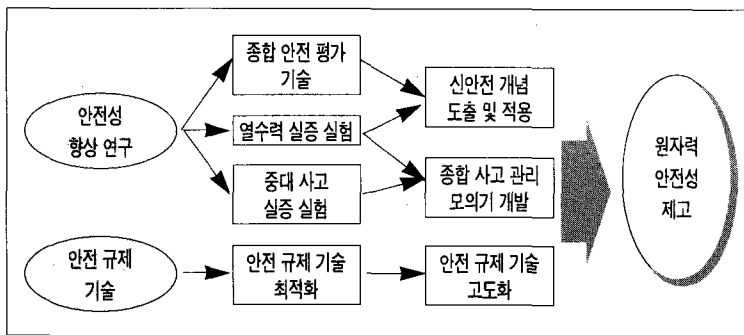 안전성
향상 연구
종합 안전 평가
기술
열수력 실증 실험
중대 사고
실증 실험
신안전 개념
도출 및 적용
종합 사고 관리
모의기 개발
안전 규제
기술
안전 규제 기술
최적화
안전 규제 기술
고도화
원자력
안전성
제고